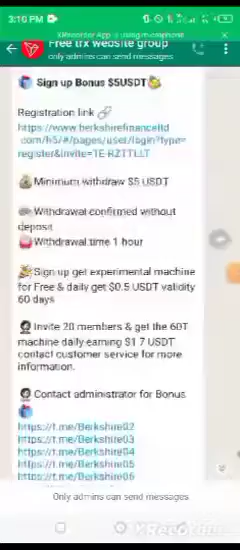 3:10 PM
XRecorder App is using microphone
Free trx website group
only admins can send messages
Sign up Bonus $5USDT
Registration link
https://www.berkshirefinanceltd
.com/h5/#/pages/user/login?type=
register&invite=1E-RZTTLLT
Minimum withdraw $5 USDT
Withdrawal confirmed without
deposit
Withdrawal time 1 hour
Sign up get experimental machine
for Free & daily get $0.5 USDT validity
60 days
Invite 20 members & get the 60T
machine daily earning $1.7 USDT
contact customer service for more
information.
Contact administrator for Bonus
https://t.me/Berkshire02
https://t.me/Berkshire03
https://t.me/Berkshire04
https://t.me/Berkshire05
https://t.me/Berkshire06
Only admins can send messages
XRecorder